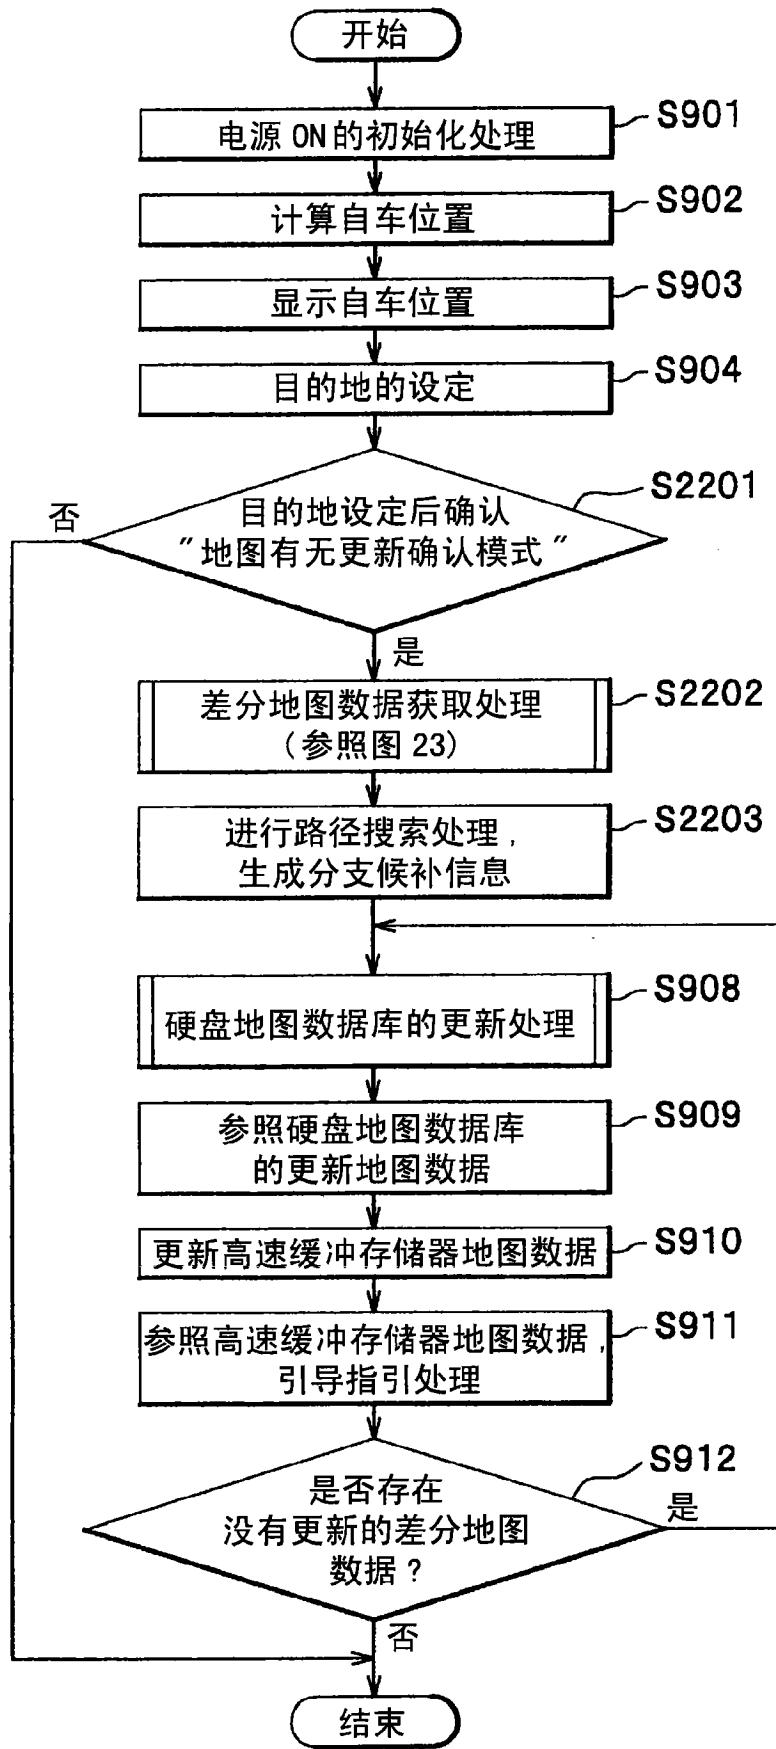 开始
电源 ON的初始化处理
S901
计算自车位置
S902
显示自车位置
S903
目的地的设定
S904
目的地设定后确认
"地图有无更新确认模式"
S2201
否
是
差分地图数据获取处理
(参照图 23)
S2202
进行路径搜索处理,
生成分支候补信息
S2203
硬盘地图数据库的更新处理
S908
参照硬盘地图数据库
的更新地图数据
S909
更新高速缓冲存储器地图数据
S910
参照高速缓冲存储器地图数据,
引导指引处理
S911
是否存在
没有更新的差分地图
数据?
S912
是
否
结束